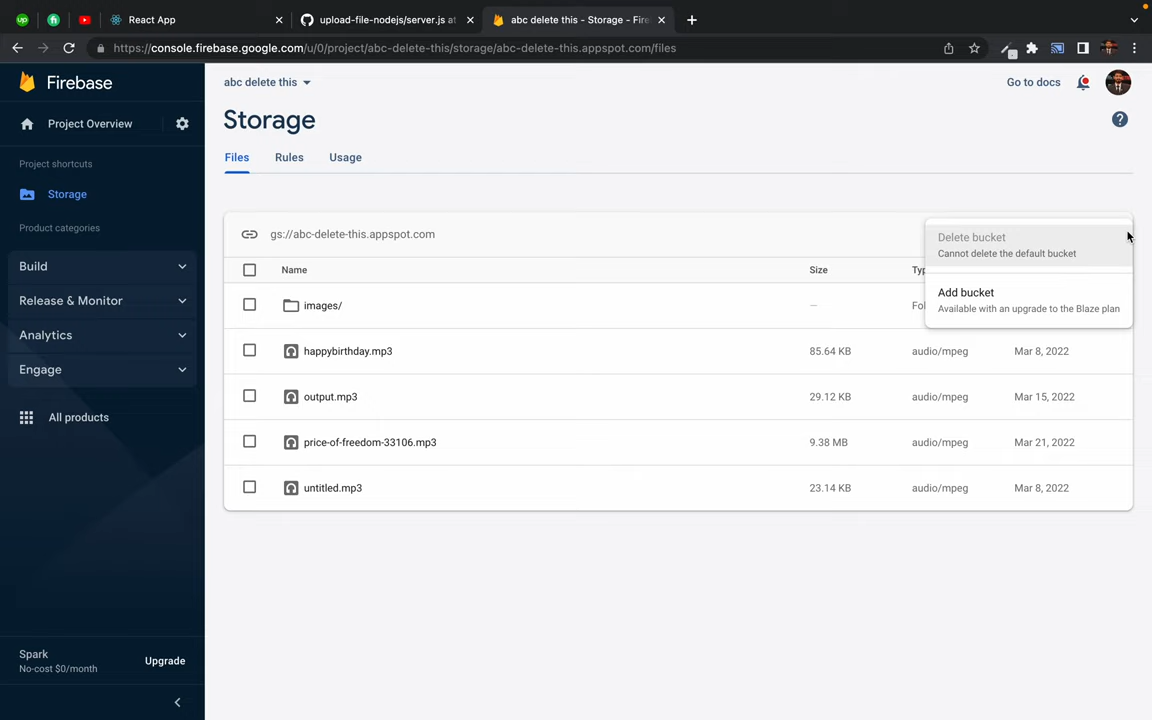 React App
upload-file-nodejs/server.js at
abc delete this - Storage - Fire
https://console.firebase.google.com/u/0/project/abc-delete-this/storage/abc-delete-this.appspot.com/files
Firebase
abc delete this
Go to docs
Project Overview
Storage
Project shortcuts
Files
Rules
Usage
Storage
Product categories
gs://abc-delete-this.appspot.com
Delete bucket
Cannot delete the default bucket
Build
Name
Size
Add bucket
Available with an upgrade to the Blaze plan
Release & Monitor
images/
–
Analytics
happybirthday.mp3
85.64 KB
audio/mpeg
Mar 8, 2022
Engage
output.mp3
29.12 KB
audio/mpeg
Mar 15, 2022
All products
price-of-freedom-33106.mp3
9.38 MB
audio/mpeg
Mar 21, 2022
untitled.mp3
23.14 KB
audio/mpeg
Mar 8, 2022
Spark
No-cost $0/month
Upgrade